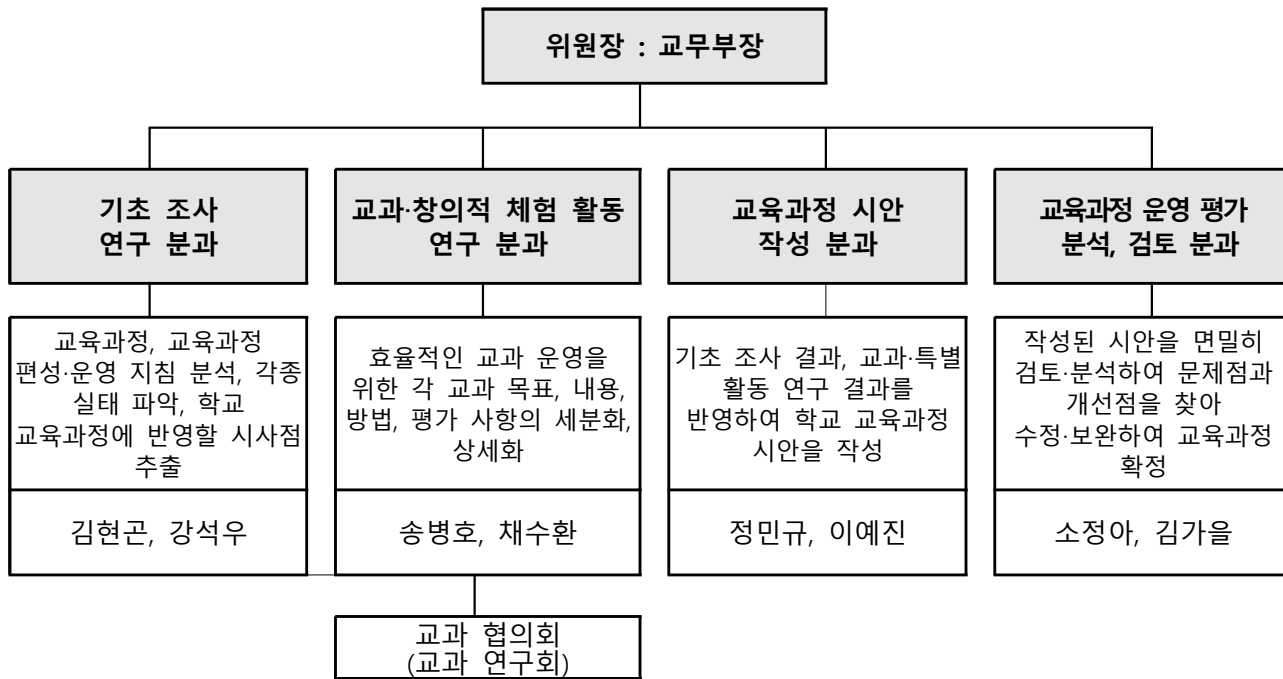 위원장 : 교무부장
기초 조사
연구 분과
교과·창의적 체험 활동
연구 분과
교육과정 시안
작성 분과
교육과정 운영 평가
분석, 검토 분과
교육과정, 교육과정
편성·운영 지침 분석, 각종
실태 파악, 학교
교육과정에 반영할 시사점
추출
효율적인 교과 운영을
위한 각 교과 목표, 내용,
방법, 평가 사항의 세분화,
상세화
기초 조사 결과, 교과·특별
활동 연구 결과를
반영하여 학교 교육과정
시안을 작성
작성된 시안을 면밀히
검토·분석하여 문제점과
개선점을 찾아
수정·보완하여 교육과정
확정
김현곤, 강석우
송병호, 채수환
정민규, 이예진
소정아, 김가을
교과 협의회
(교과 연구회)